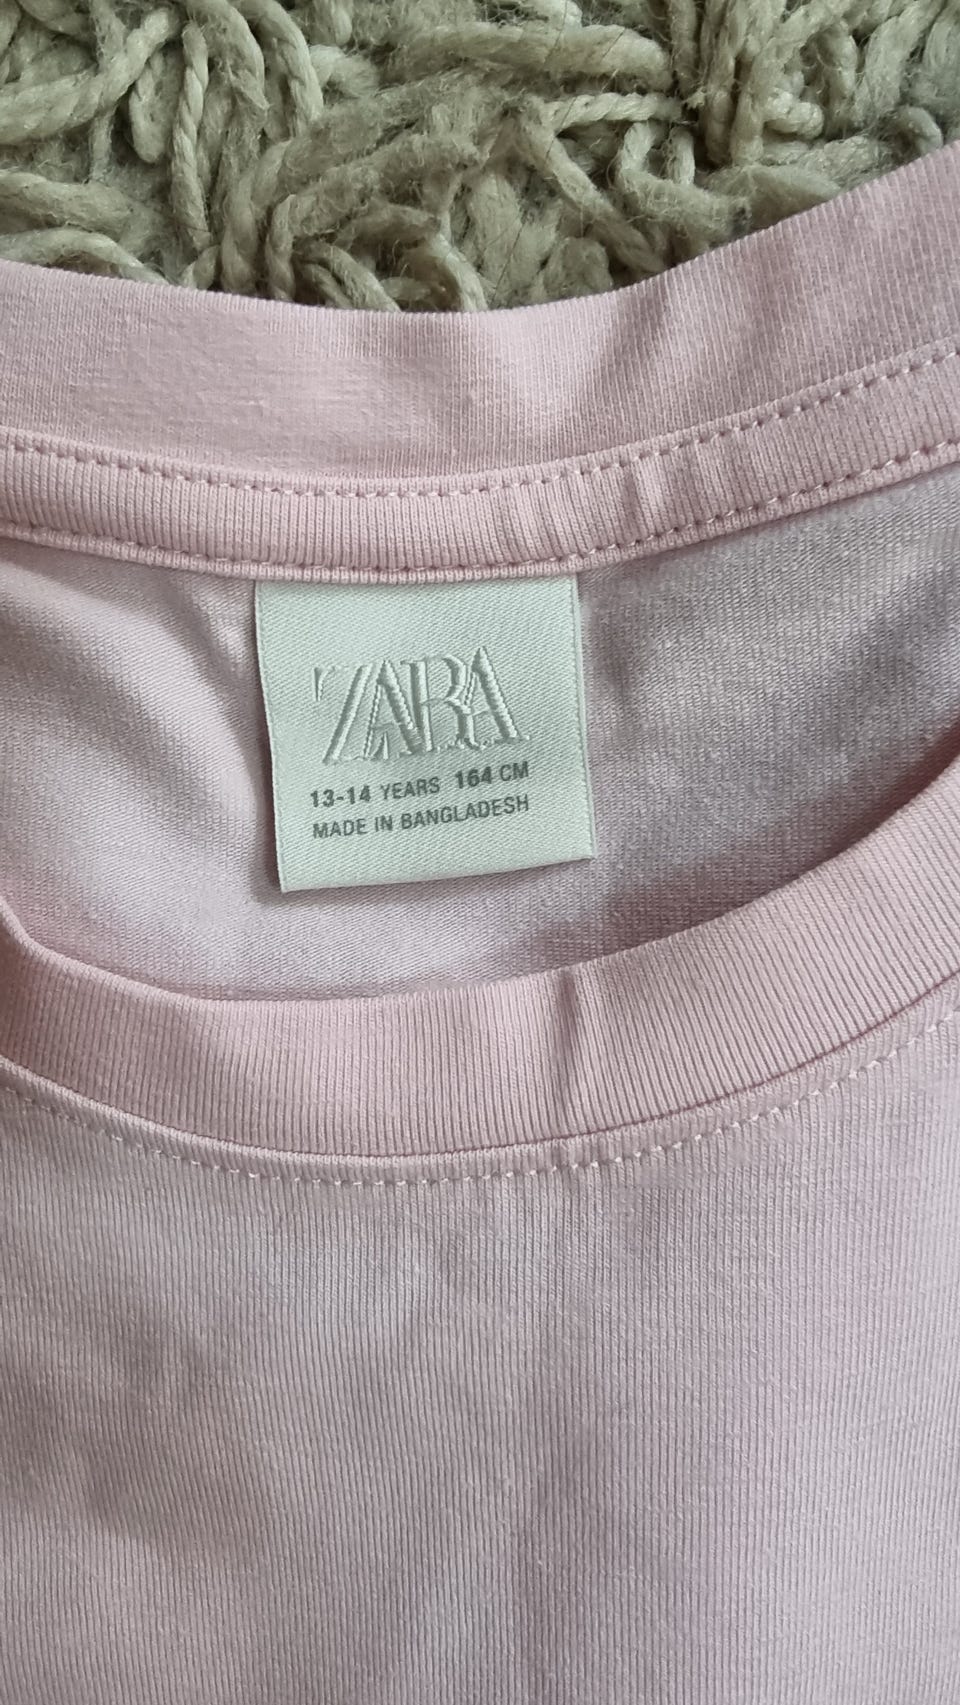 ZARA
13-14 YEARS 164 CM
MADE IN BANGLADESH